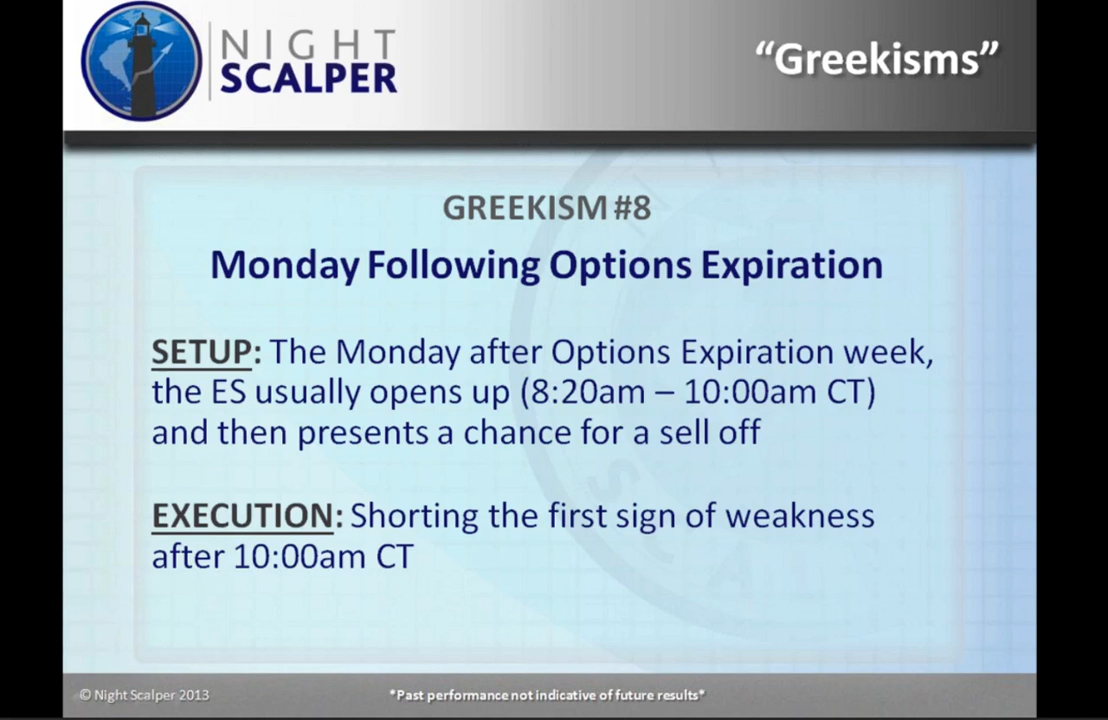 NIGHT
SCALPER
“Greekisms”
GREEKISM #8
Monday Following Options Expiration
SETUP: The Monday after Options Expiration week,
the ES usually opens up (8:20am – 10:00am CT)
and then presents a chance for a sell off
EXECUTION: Shorting the first sign of weakness
after 10:00am CT
© Night Scalper 2013
*Past performance not indicative of future results*